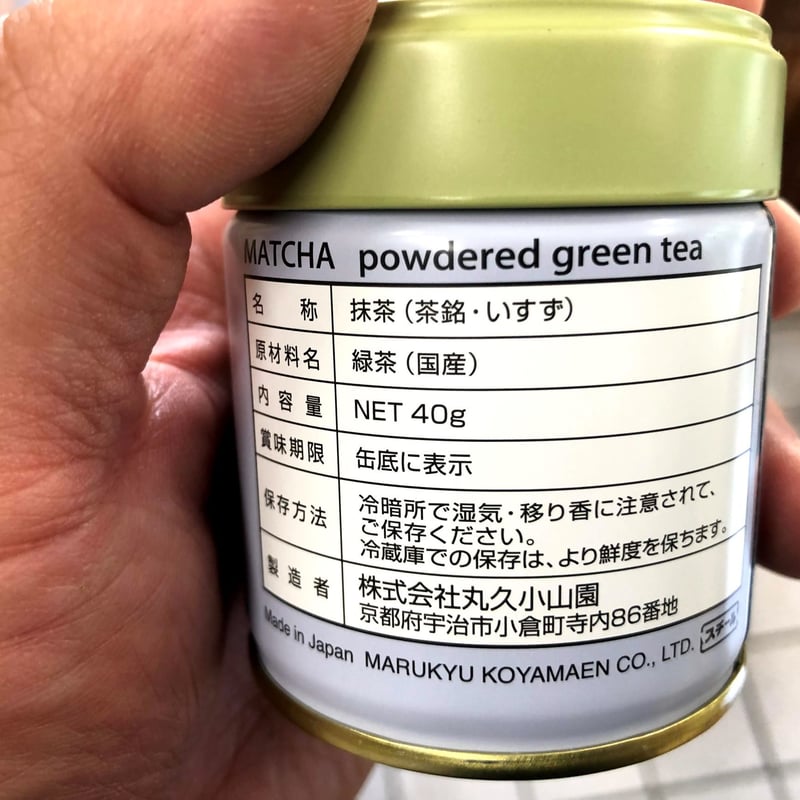 MATCHA powdered green tea
名称 抹茶（茶銘・いすず）
原材料名 緑茶（国産）
内容量 NET 40g
賞味期限 缶底に表示
保存方法 冷暗所で湿気・移り香に注意されて、
ご保存ください。
冷蔵庫での保存は、より鮮度を保ちます。
製造者 株式会社丸久小山園
京都府宇治市小倉町寺内86番地
Made in Japan MARUKYU KOYAMAEN CO., LTD. スチール